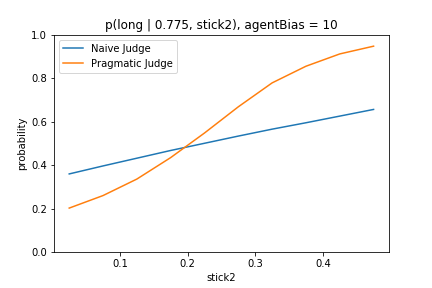 p(long | 0.775, stick2), agentBias = 10
Naive Judge
Pragmatic Judge
probability
1.0
0.8
0.6
0.4
0.2
0.0
0.1
0.2
0.3
0.4
stick2